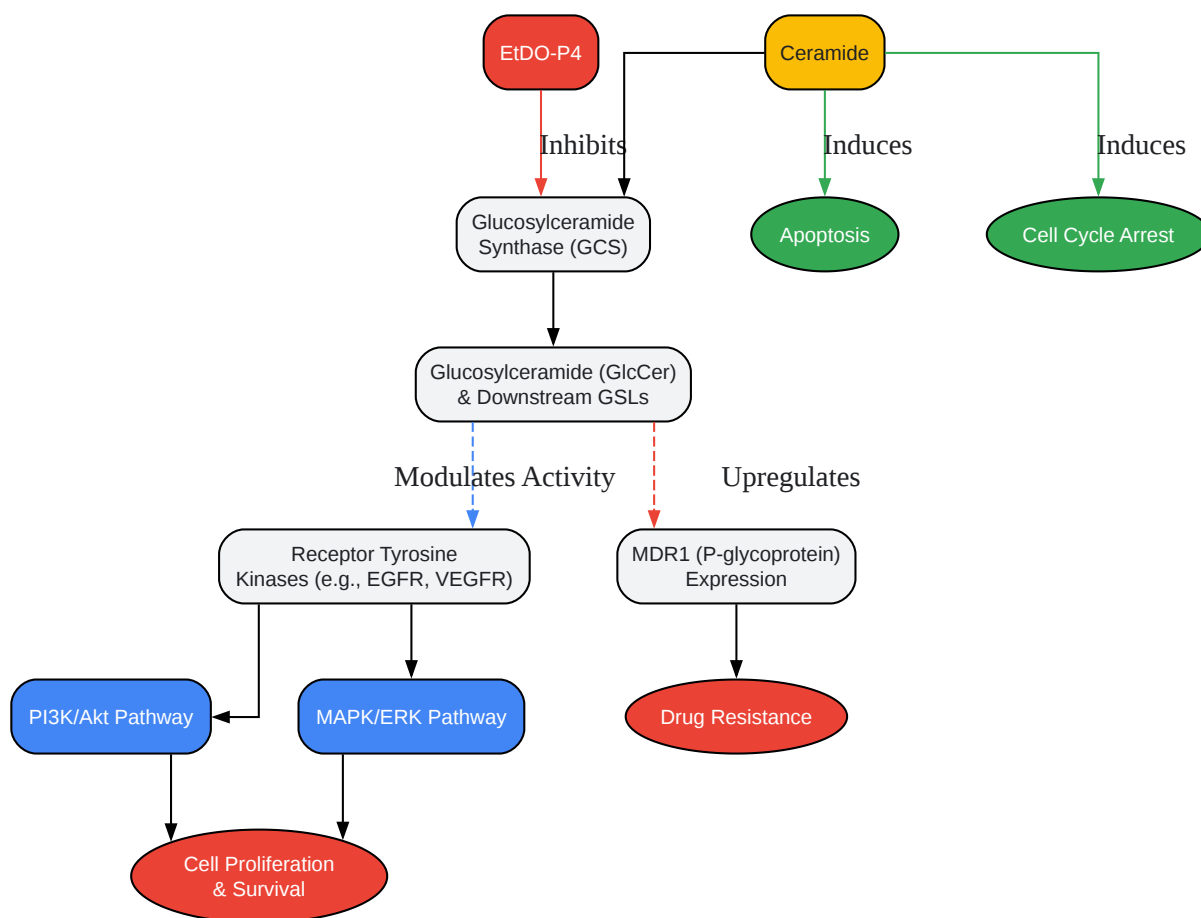 EtDO-P4
Ceramide
Inhibits
Induces
Induces
Glucosylceramide
Synthase (GCS)
Apoptosis
Cell Cycle Arrest
Glucosylceramide (GlcCer)
& Downstream GSLs
Modulates Activity
Upregulates
Receptor Tyrosine
Kinases (e.g., EGFR, VEGFR)
MDR1 (P-glycoprotein)
Expression
PI3K/Akt Pathway
MAPK/ERK Pathway
Drug Resistance
Cell Proliferation
& Survival